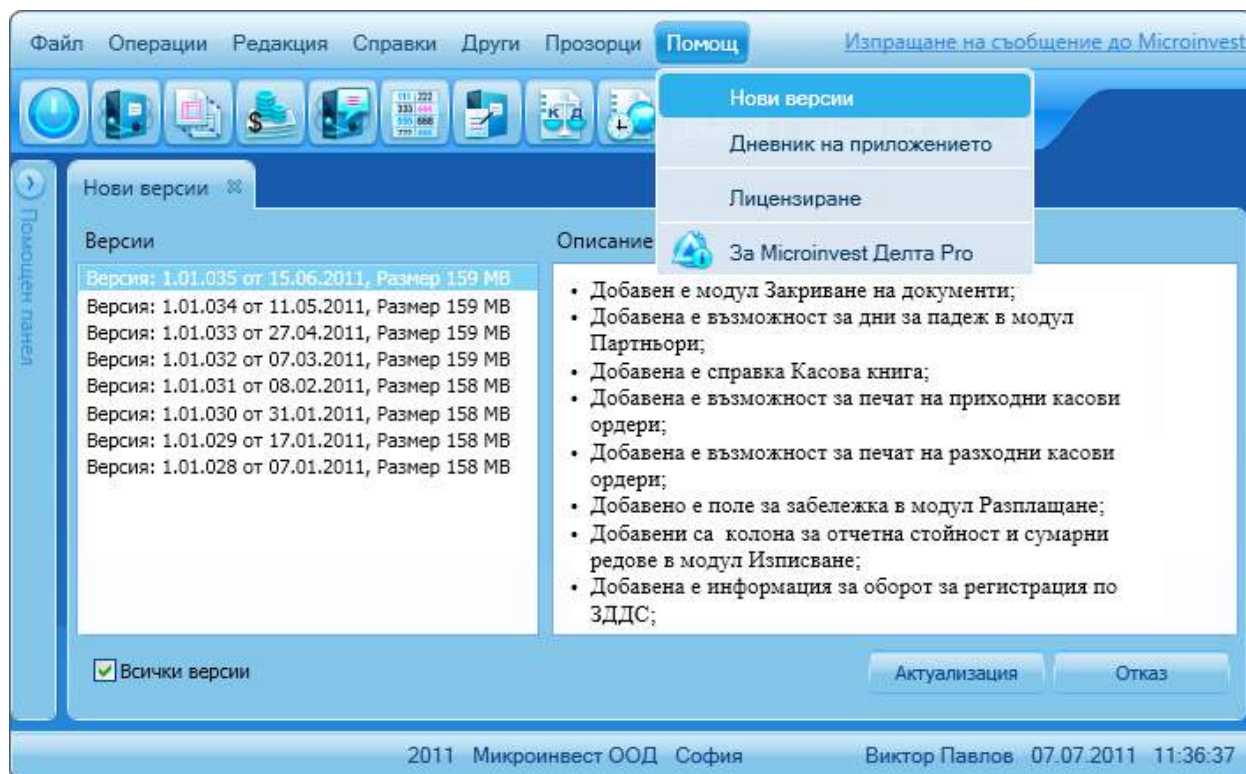 Файл Операции Редакция Справки Други Прозорци Помощ Изпращане на съобщение до Microinvest
Нови версии
Дневник на приложението
Лицензиране
За Microinvest Делта Pro
Помощен панел
Нови версии
Версии
Версия: 1.01.035 от 15.06.2011, Размер 159 MB
Версия: 1.01.034 от 11.05.2011, Размер 159 MB
Версия: 1.01.033 от 27.04.2011, Размер 159 MB
Версия: 1.01.032 от 07.03.2011, Размер 159 MB
Версия: 1.01.031 от 08.02.2011, Размер 158 MB
Версия: 1.01.030 от 31.01.2011, Размер 158 MB
Версия: 1.01.029 от 17.01.2011, Размер 158 MB
Версия: 1.01.028 от 07.01.2011, Размер 158 MB
Описание
• Добавен е модул Закриване на документи;
• Добавена е възможност за дни за падеж в модул
Партньори;
• Добавена е справка Касова книга;
• Добавена е възможност за печат на приходни касови
ордери;
• Добавена е възможност за печат на разходни касови
ордери;
• Добавено е поле за забележка в модул Разплащане;
• Добавени са колона за отчетна стойност и сумарни
редове в модул Изписване;
• Добавена е информация за оборот за регистрация по
ЗДДС;
Всички версии
Актуализация Отказ
2011 Микроинвест ООД София Виктор Павлов 07.07.2011 11:36:37